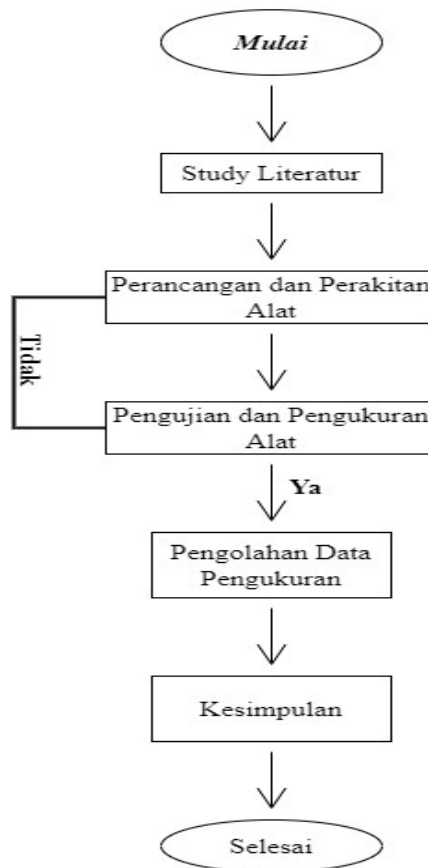 Mulai
Study Literatur
Perancangan dan Perakitan
Alat
Tidak
Pengujian dan Pengukuran
Alat
Ya
Pengolahan Data
Pengukuran
Kesimpulan
Selesai